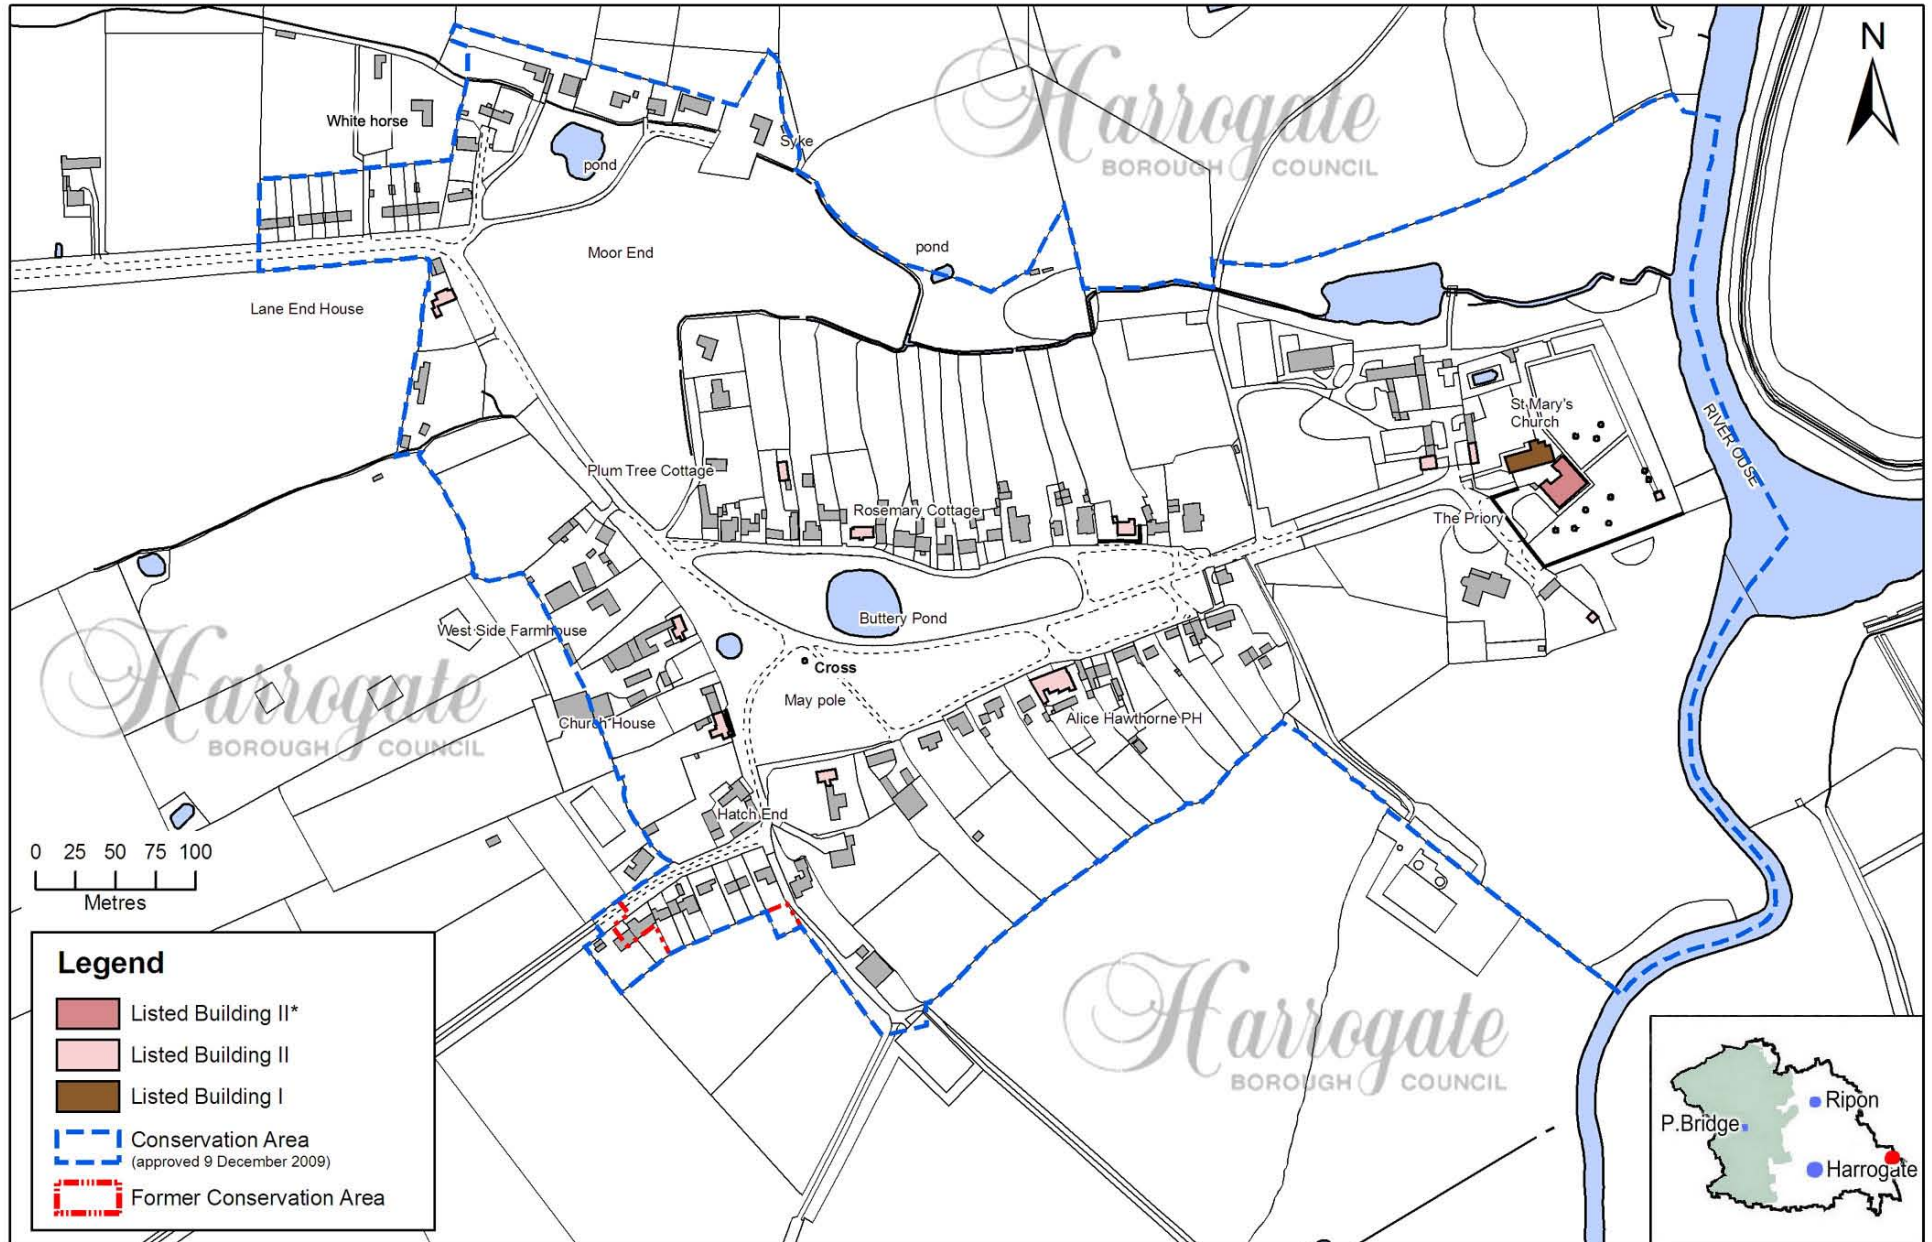 N
Harrogate
BOROUGH COUNCIL
White horse
pond
Syke
Moor End
pond
Lane End House
St Mary's
Church
RIVER OUSE
Plum Tree Cottage
Rosemary Cottage
The Priory
Buttery Pond
West Side Farmhouse
Cross
May pole
Harrogate
BOROUGH COUNCIL
Church House
Alice Hawthorne PH
Hatch End
0 25 50 75 100
Metres
Harrogate
BOROUGH COUNCIL
Legend
Listed Building II*
Listed Building II
Listed Building I
Conservation Area
(approved 9 December 2009)
Former Conservation Area
Ripon
P.Bridge
Harrogate